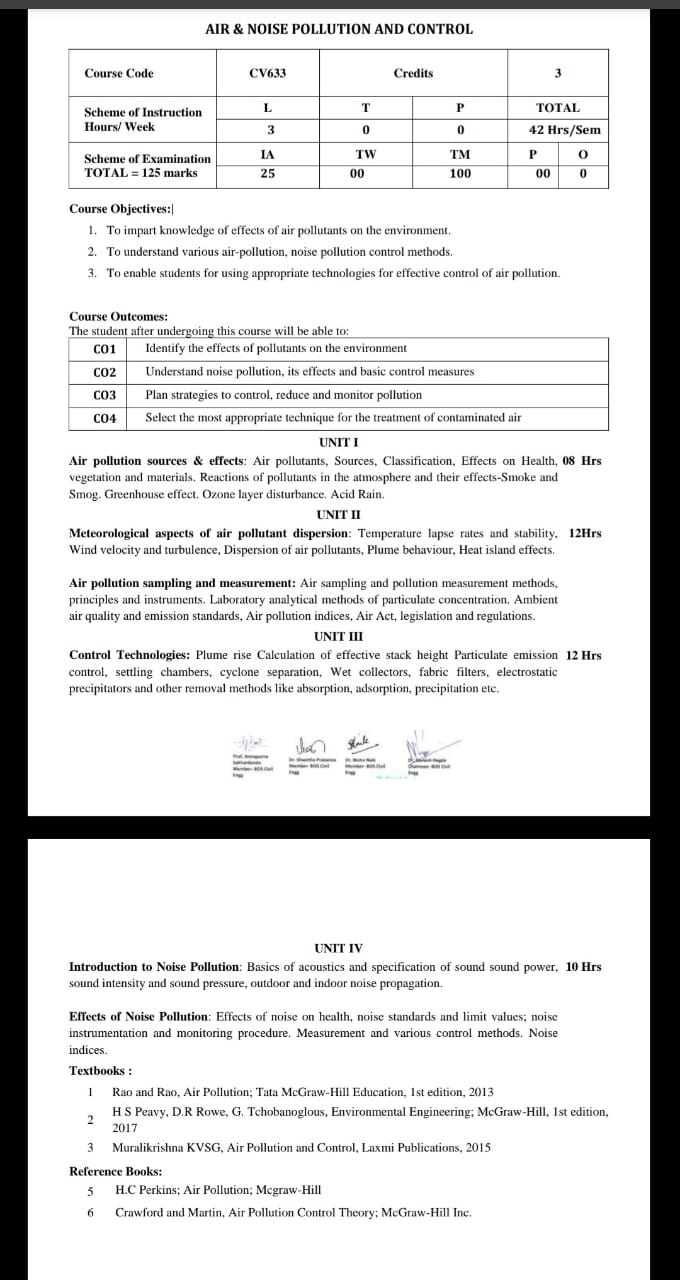 AIR & NOISE POLLUTION AND CONTROL
Course Code CV633 Credits 3
Scheme of Instruction Hours/ Week L T P TOTAL
3 0 0 42 Hrs/Sem
Scheme of Examination TOTAL = 125 marks IA TW TM P O
25 00 100 00 0
Course Objectives:
1. To impart knowledge of effects of air pollutants on the environment.
2. To understand various air-pollution, noise pollution control methods.
3. To enable students for using appropriate technologies for effective control of air pollution.
Course Outcomes:
The student after undergoing this course will be able to:
CO1 Identify the effects of pollutants on the environment
CO2 Understand noise pollution, its effects and basic control measures
CO3 Plan strategies to control, reduce and monitor pollution
CO4 Select the most appropriate technique for the treatment of contaminated air
UNIT I
Air pollution sources & effects: Air pollutants, Sources, Classification, Effects on Health, 08 Hrs
vegetation and materials. Reactions of pollutants in the atmosphere and their effects-Smoke and
Smog. Greenhouse effect. Ozone layer disturbance. Acid Rain.
UNIT II
Meteorological aspects of air pollutant dispersion: Temperature lapse rates and stability, 12Hrs
Wind velocity and turbulence, Dispersion of air pollutants, Plume behaviour, Heat island effects.
Air pollution sampling and measurement: Air sampling and pollution measurement methods,
principles and instruments. Laboratory analytical methods of particulate concentration. Ambient
air quality and emission standards, Air pollution indices, Air Act, legislation and regulations.
UNIT III
Control Technologies: Plume rise Calculation of effective stack height Particulate emission 12 Hrs
control, settling chambers, cyclone separation, Wet collectors, fabric filters, electrostatic
precipitators and other removal methods like absorption, adsorption, precipitation etc.
UNIT IV
Introduction to Noise Pollution: Basics of acoustics and specification of sound sound power, 10 Hrs
sound intensity and sound pressure, outdoor and indoor noise propagation.
Effects of Noise Pollution: Effects of noise on health, noise standards and limit values; noise
instrumentation and monitoring procedure. Measurement and various control methods. Noise
indices.
Textbooks :
1 Rao and Rao, Air Pollution; Tata McGraw-Hill Education, 1st edition, 2013
2 H S Peavy, D.R Rowe, G. Tchobanoglous, Environmental Engineering; McGraw-Hill, 1st edition,
2017
3 Muralikrishna KVSG, Air Pollution and Control, Laxmi Publications, 2015
Reference Books:
5 H.C Perkins; Air Pollution; Mcgraw-Hill
6 Crawford and Martin, Air Pollution Control Theory; McGraw-Hill Inc.